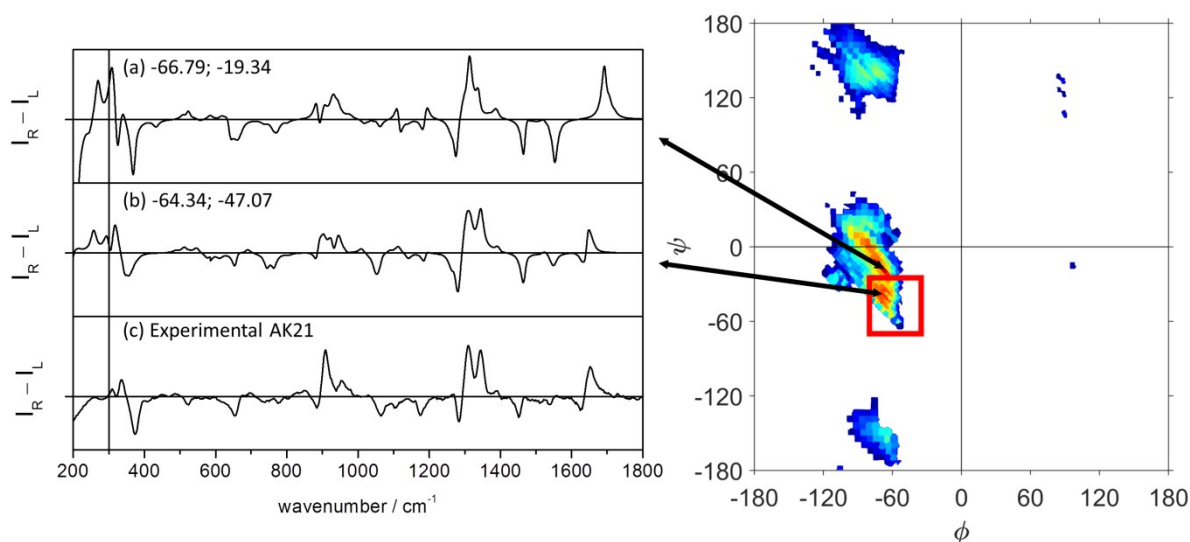 (a) -66.79; -19.34
I_R – I_L
(b) -64.34; -47.07
I_R – I_L
(c) Experimental AK21
I_R – I_L
200 400 600 800 1000 1200 1400 1600 1800
wavenumber / cm⁻¹
180
120
60
0
-60
-120
-180
ψ
-180 -120 -60 0 60 120 180
ϕ